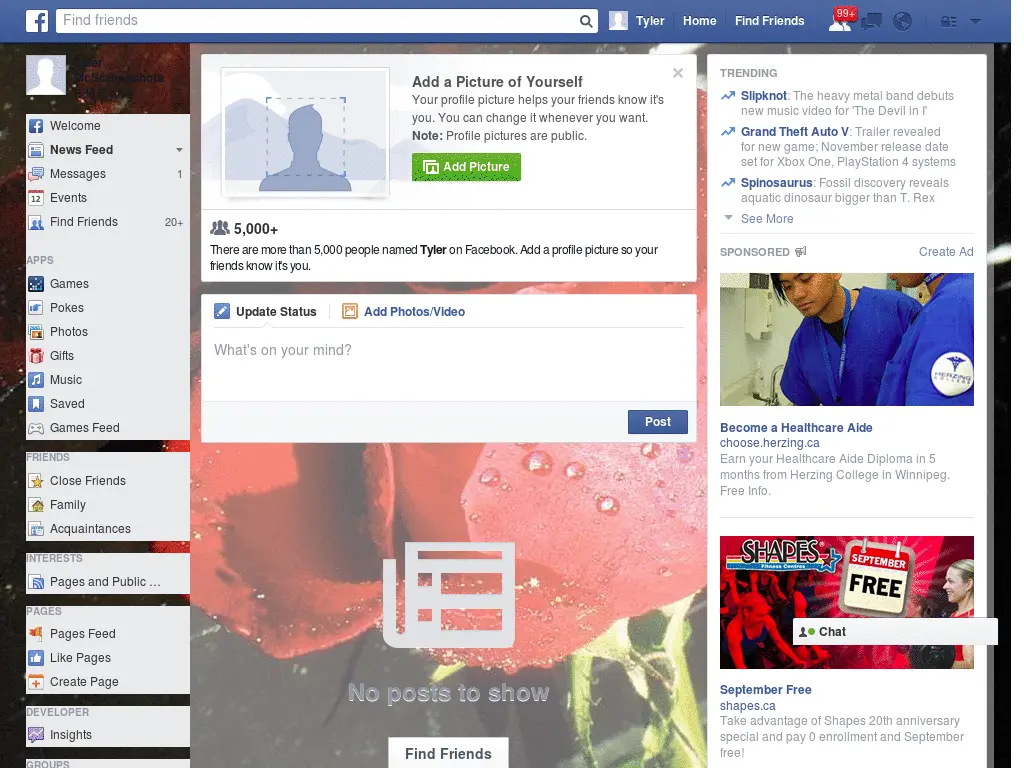 Find friends
Tyler
Home
Find Friends
99+
Tyler
McScreenshots
Welcome
News Feed
Messages 1
12 Events
Find Friends 20+
APPS
Games
Pokes
Photos
Gifts
Music
Saved
Games Feed
FRIENDS
Close Friends
Family
Acquaintances
INTERESTS
Pages and Public ...
PAGES
Pages Feed
Like Pages
Create Page
DEVELOPER
Insights
GROUPS
Add a Picture of Yourself
Your profile picture helps your friends know it's
you. You can change it whenever you want.
Note: Profile pictures are public.
Add Picture
5,000+
There are more than 5,000 people named Tyler on Facebook. Add a profile picture so your
friends know it's you.
Update Status
Add Photos/Video
What's on your mind?
Post
No posts to show
Find Friends
TRENDING
Slipknot: The heavy metal band debuts
new music video for 'The Devil in I'
Grand Theft Auto V: Trailer revealed
for new game; November release date
set for Xbox One, PlayStation 4 systems
Spinosaurus: Fossil discovery reveals
aquatic dinosaur bigger than T. Rex
See More
SPONSORED
Create Ad
HERZING
COLLEGE
Become a Healthcare Aide
choose.herzing.ca
Earn your Healthcare Aide Diploma in 5
months from Herzing College in Winnipeg.
Free Info.
SHAPES
Fitness Centres
SEPTEMBER
FREE
Chat
September Free
shapes.ca
Take advantage of Shapes 20th anniversary
special and pay 0 enrollment and September
free!